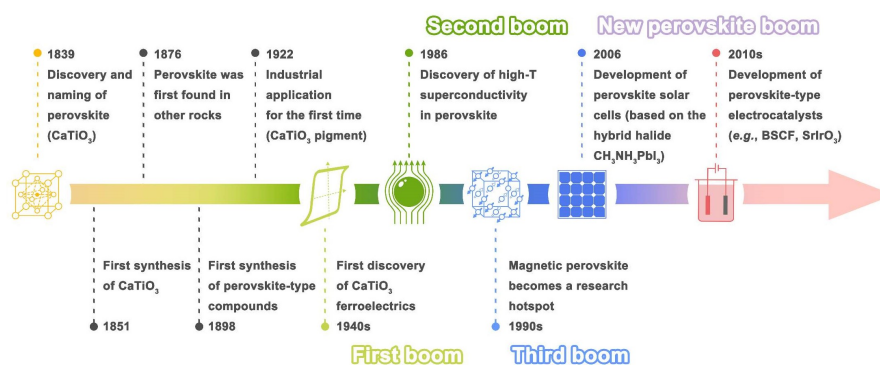 Second boom
New perovskite boom
1839
Discovery and
naming of
perovskite
(CaTiO₃)
1876
Perovskite was
first found in
other rocks
1922
Industrial
application
for the first time
(CaTiO₃ pigment)
1986
Discovery of high-T
superconductivity
in perovskite
2006
Development of
perovskite solar
cells (based on the
hybrid halide
CH₃NH₃PbI₃)
2010s
Development of
perovskite-type
electrocatalysts
(e.g., BSCF, SrIrO₃)
First synthesis
of CaTiO₃
1851
First synthesis
of perovskite-type
compounds
1898
First discovery
of CaTiO₃
ferroelectrics
1940s
Magnetic perovskite
becomes a research
hotspot
1990s
First boom
Third boom